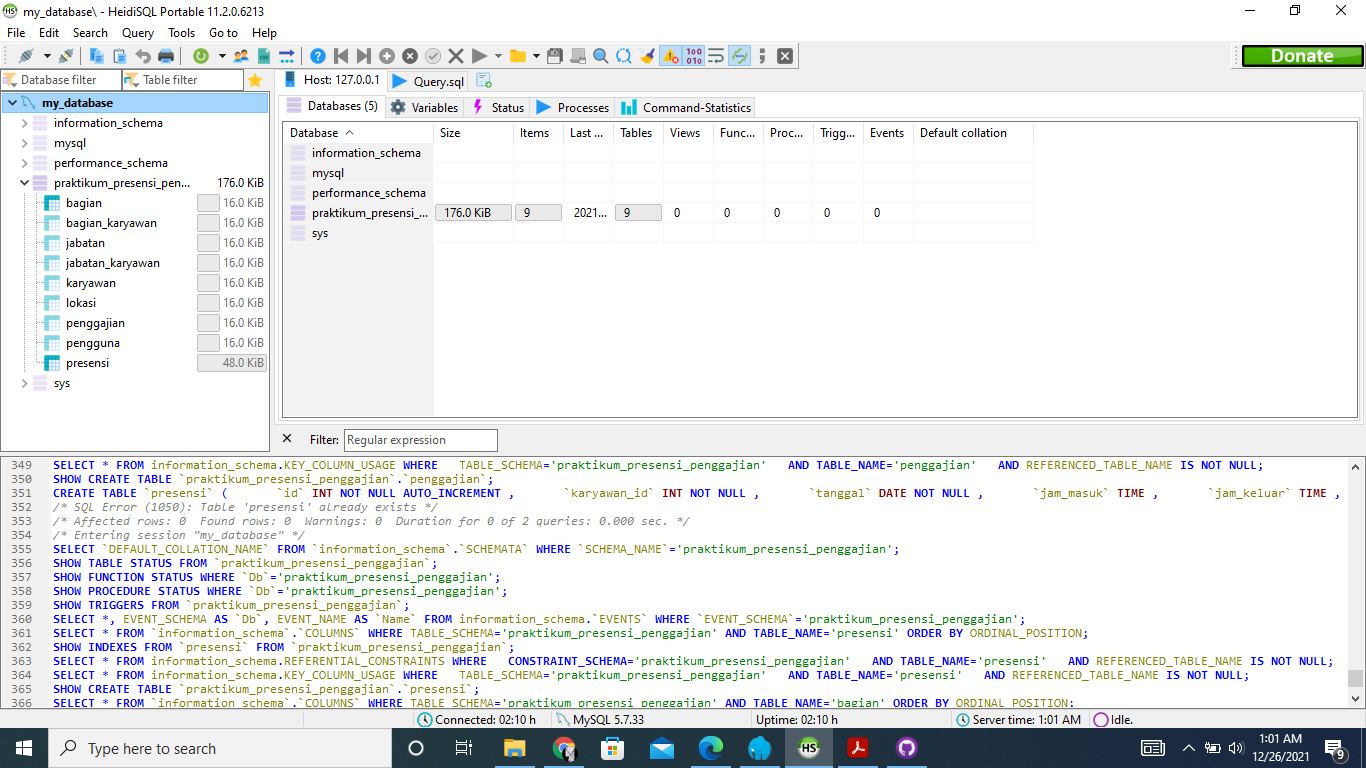 my_database\ - HeidiSQL Portable 11.2.0.6213
File Edit Search Query Tools Go to Help
Donate
Database filter Table filter
Host: 127.0.0.1 Query.sql
Databases (5) Variables Status Processes Command-Statistics
my_database
information_schema
mysql
performance_schema
praktikum_presensi_pen... 176.0 KiB
bagian 16.0 KiB
bagian_karyawan 16.0 KiB
jabatan 16.0 KiB
jabatan_karyawan 16.0 KiB
karyawan 16.0 KiB
lokasi 16.0 KiB
penggajian 16.0 KiB
pengguna 16.0 KiB
presensi 48.0 KiB
sys
Database Size Items Last ... Tables Views Func... Proc... Trigg... Events Default collation
information_schema
mysql
performance_schema
praktikum_presensi_... 176.0 KiB 9 2021... 9 0 0 0 0 0
sys
Filter: Regular expression
349 SELECT * FROM information_schema.KEY_COLUMN_USAGE WHERE TABLE_SCHEMA='praktikum_presensi_penggajian' AND TABLE_NAME='penggajian' AND REFERENCED_TABLE_NAME IS NOT NULL;
350 SHOW CREATE TABLE `praktikum_presensi_penggajian`.`penggajian`;
351 CREATE TABLE `presensi` ( `id` INT NOT NULL AUTO_INCREMENT , `karyawan_id` INT NOT NULL , `tanggal` DATE NOT NULL , `jam_masuk` TIME , `jam_keluar` TIME ,
352 /* SQL Error (1050): Table 'presensi' already exists */
353 /* Affected rows: 0 Found rows: 0 Warnings: 0 Duration for 0 of 2 queries: 0.000 sec. */
354 /* Entering session "my_database" */
355 SELECT `DEFAULT_COLLATION_NAME` FROM `information_schema`.`SCHEMATA` WHERE `SCHEMA_NAME`='praktikum_presensi_penggajian';
356 SHOW TABLE STATUS FROM `praktikum_presensi_penggajian`;
357 SHOW FUNCTION STATUS WHERE `Db`='praktikum_presensi_penggajian';
358 SHOW PROCEDURE STATUS WHERE `Db`='praktikum_presensi_penggajian';
359 SHOW TRIGGERS FROM `praktikum_presensi_penggajian`;
360 SELECT *, EVENT_SCHEMA AS `Db`, EVENT_NAME AS `Name` FROM information_schema.`EVENTS` WHERE `EVENT_SCHEMA`='praktikum_presensi_penggajian';
361 SELECT * FROM `information_schema`.`COLUMNS` WHERE TABLE_SCHEMA='praktikum_presensi_penggajian' AND TABLE_NAME='presensi' ORDER BY ORDINAL_POSITION;
362 SHOW INDEXES FROM `presensi` FROM `praktikum_presensi_penggajian`;
363 SELECT * FROM information_schema.REFERENTIAL_CONSTRAINTS WHERE CONSTRAINT_SCHEMA='praktikum_presensi_penggajian' AND TABLE_NAME='presensi' AND REFERENCED_TABLE_NAME IS NOT NULL;
364 SELECT * FROM information_schema.KEY_COLUMN_USAGE WHERE TABLE_SCHEMA='praktikum_presensi_penggajian' AND TABLE_NAME='presensi' AND REFERENCED_TABLE_NAME IS NOT NULL;
365 SHOW CREATE TABLE `praktikum_presensi_penggajian`.`presensi`;
366 SELECT * FROM `information_schema`.`COLUMNS` WHERE TABLE_SCHEMA='praktikum_presensi_penggajian' AND TABLE_NAME='bagian' ORDER BY ORDINAL_POSITION;
Connected: 02:10 h MySQL 5.7.33 Uptime: 02:10 h Server time: 1:01 AM Idle.
Type here to search
1:01 AM
12/26/2021
9